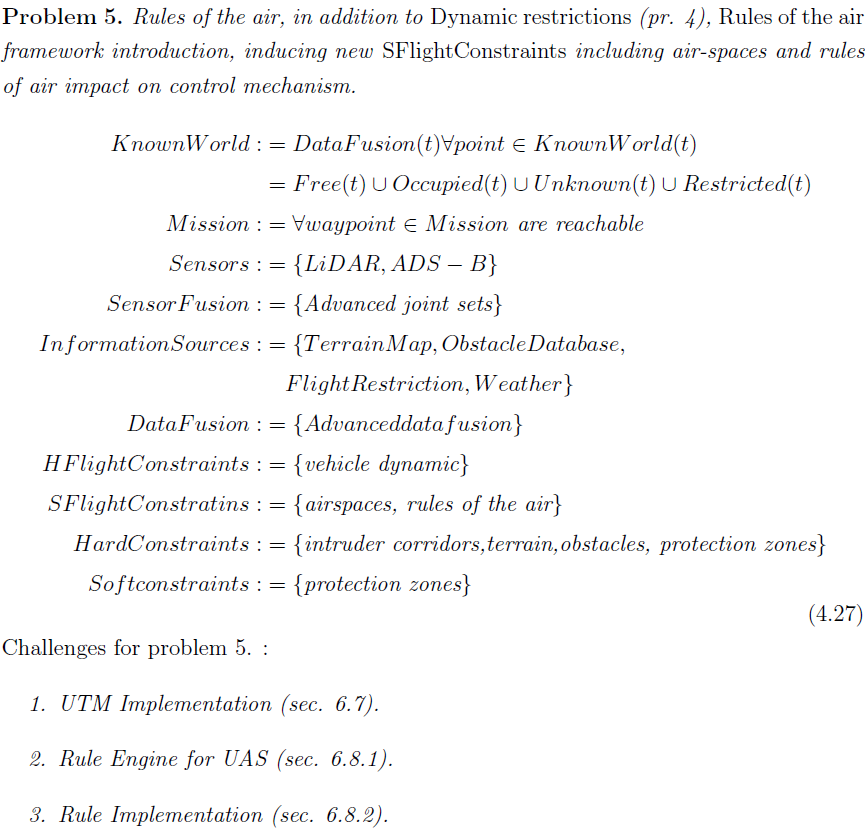 Problem 5. Rules of the air, in addition to Dynamic restrictions (pr. 4), Rules of the air
framework introduction, inducing new SFlightConstraints including air-spaces and rules
of air impact on control mechanism.
KnownWorld : = DataFusion(t)∀point ∈ KnownWorld(t)
= Free(t) ∪ Occupied(t) ∪ Unknown(t) ∪ Restricted(t)
Mission : = ∀waypoint ∈ Mission are reachable
Sensors : = {LiDAR, ADS − B}
SensorFusion : = {Advanced joint sets}
InformationSources : = {TerrainMap, ObstacleDatabase,
FlightRestriction, Weather}
DataFusion : = {Advanceddatafusion}
HFlightConstraints : = {vehicle dynamic}
SFlightConstratins : = {airspaces, rules of the air}
HardConstraints : = {intruder corridors,terrain,obstacles, protection zones}
Softconstraints : = {protection zones}
(4.27)
Challenges for problem 5. :
1. UTM Implementation (sec. 6.7).
2. Rule Engine for UAS (sec. 6.8.1).
3. Rule Implementation (sec. 6.8.2).